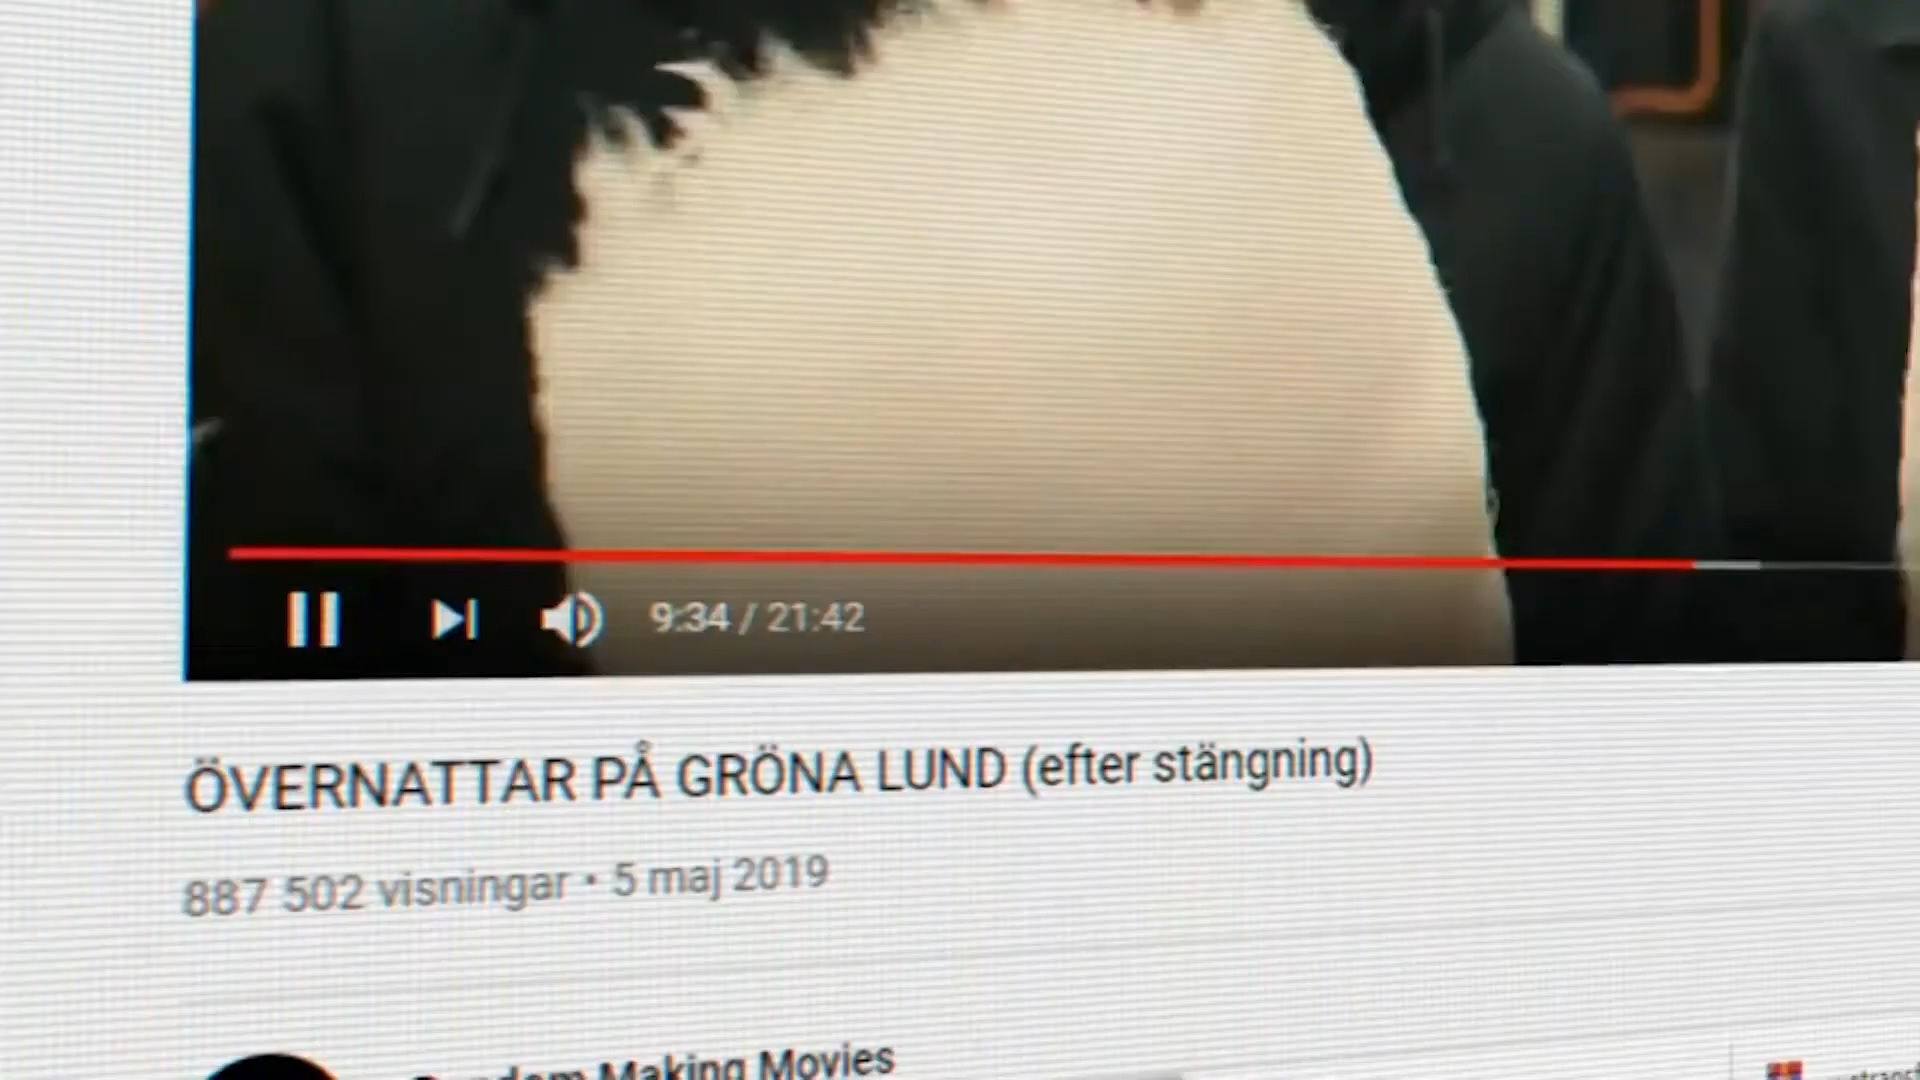 9:34 / 21:42
ÖVERNATTAR PÅ GRÖNA LUND (efter stängning)
887 502 visningar • 5 maj 2019
Making Movies